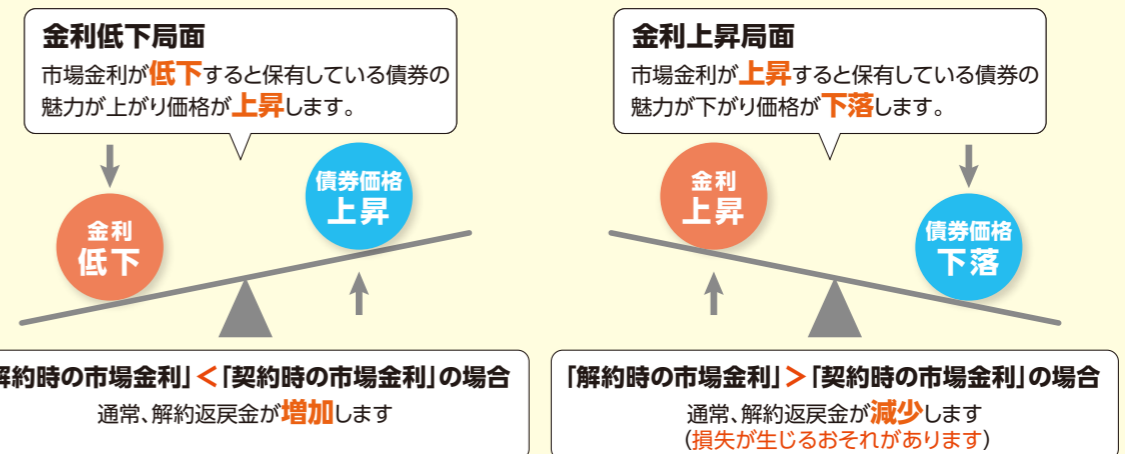 金利低下局面
市場金利が低下すると保有している債券の
魅力が上がり価格が上昇します。
金利
低下
債券価格
上昇
解約時の市場金利」<「契約時の市場金利」の場合
通常、解約返戻金が増加します
金利上昇局面
市場金利が上昇すると保有している債券の
魅力が下がり価格が下落します。
金利
上昇
債券価格
下落
「解約時の市場金利」>「契約時の市場金利」の場合
通常、解約返戻金が減少します
(損失が生じるおそれがあります)